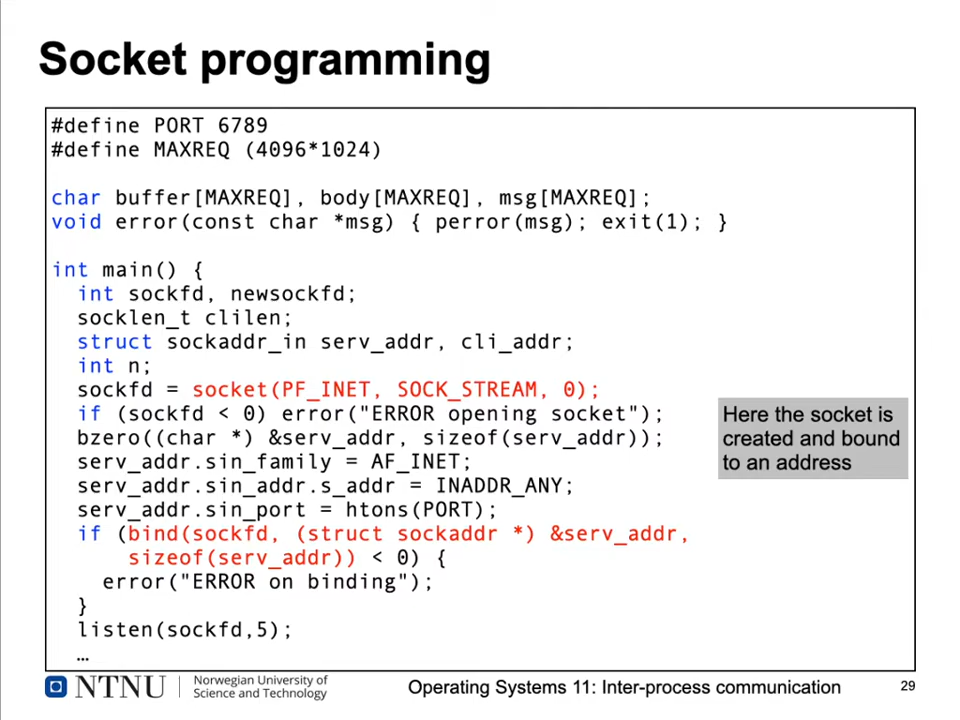 Socket programming
#define PORT 6789
#define MAXREQ (4096*1024)
char buffer[MAXREQ], body[MAXREQ], msg[MAXREQ];
void error(const char *msg) { perror(msg); exit(1); }
int main() {
int sockfd, newsockfd;
socklen_t clilen;
struct sockaddr_in serv_addr, cli_addr;
int n;
sockfd = socket(PF_INET, SOCK_STREAM, 0);
if (sockfd < 0) error("ERROR opening socket");
bzero((char *) &serv_addr, sizeof(serv_addr));
serv_addr.sin_family = AF_INET;
serv_addr.sin_addr.s_addr = INADDR_ANY;
serv_addr.sin_port = htons(PORT);
if (bind(sockfd, (struct sockaddr *) &serv_addr,
sizeof(serv_addr)) < 0) {
error("ERROR on binding");
}
listen(sockfd,5);
…
Here the socket is
created and bound
to an address
NTNU
Norwegian University of
Science and Technology
Operating Systems 11: Inter-process communication
29